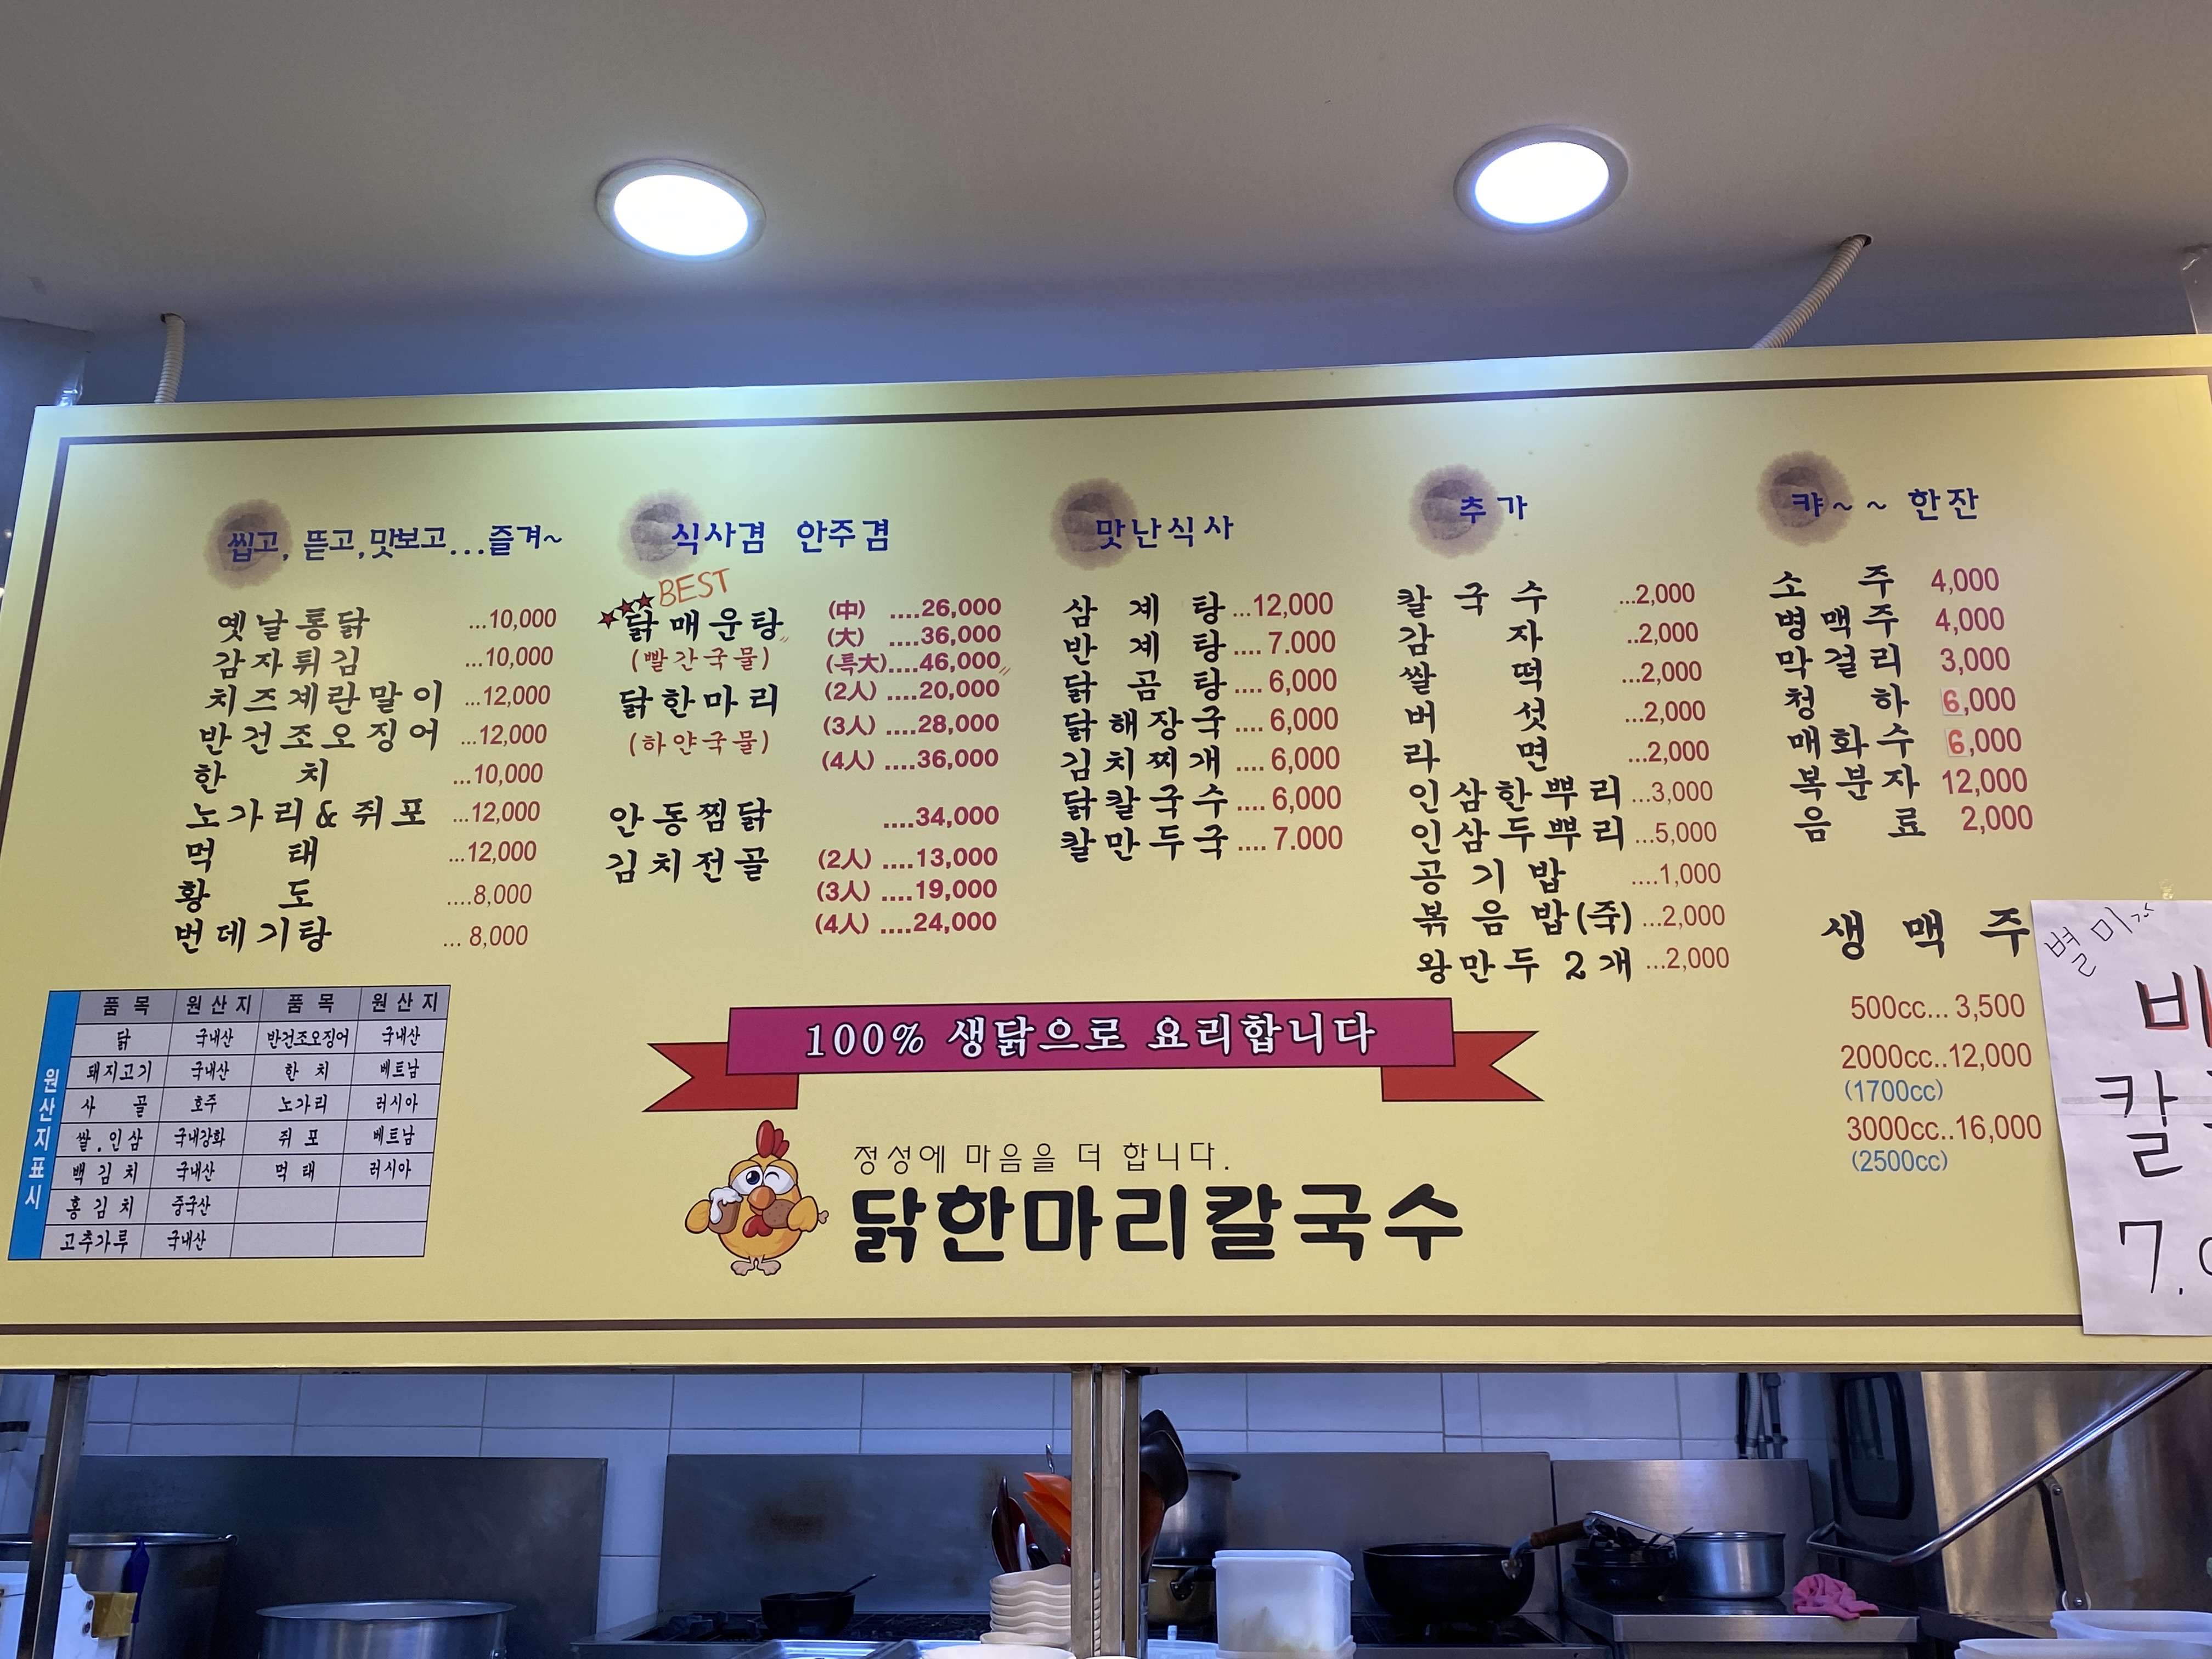 씹고, 뜯고, 맛보고...즐겨~
옛날통닭 ...10,000
감자튀김 ...10,000
치즈계란말이 ...12,000
반건조오징어 ...12,000
한 치 ...10,000
노가리&쥐포 ...12,000
먹 태 ...12,000
황 도 ....8,000
번데기탕 ... 8,000
식사겸 안주겸
BEST
닭매운탕 (中) ....26,000
(大) ....36,000
(빨간국물) (특大)....46,000
닭한마리 (2人) ....20,000
(3人) ....28,000
(하얀국물)
(4人) ....36,000
안동찜닭 ....34,000
김치전골 (2人) ....13,000
(3人) ....19,000
(4人) ....24,000
맛난식사
삼 계 탕 ...12,000
반 계 탕 .... 7.000
닭 곰 탕 .... 6,000
닭해장국 .... 6,000
김치찌개 .... 6,000
닭칼국수 .... 6,000
칼만두국 .... 7.000
추가
칼 국 수 ...2,000
감 자 ..2,000
쌀 떡 ...2,000
버 섯 ...2,000
라 면 ...2,000
인삼한뿌리 ...3,000
인삼두뿌리 ...5,000
공 기 밥 ....1,000
볶 음 밥(죽) ...2,000
왕만두 2개 ...2,000
캬~ ~ 한잔
소 주 4,000
병맥주 4,000
막걸리 3,000
청 하 6,000
매화수 6,000
복분자 12,000
음 료 2,000
생 맥 주
500cc... 3,500
2000cc..12,000
(1700cc)
3000cc..16,000
(2500cc)
원산지표시
품 목 원 산 지 품 목 원 산 지
닭 국내산 반건조오징어 국내산
돼지고기 국내산 한 치 베트남
사 골 호주 노가리 러시아
쌀.인삼 국내강화 쥐 포 베트남
백 김 치 국내산 먹 태 러시아
홍 김 치 중국산
고추가루 국내산
100% 생닭으로 요리합니다
정성에 마음을 더 합니다.
닭한마리칼국수
별미
칼